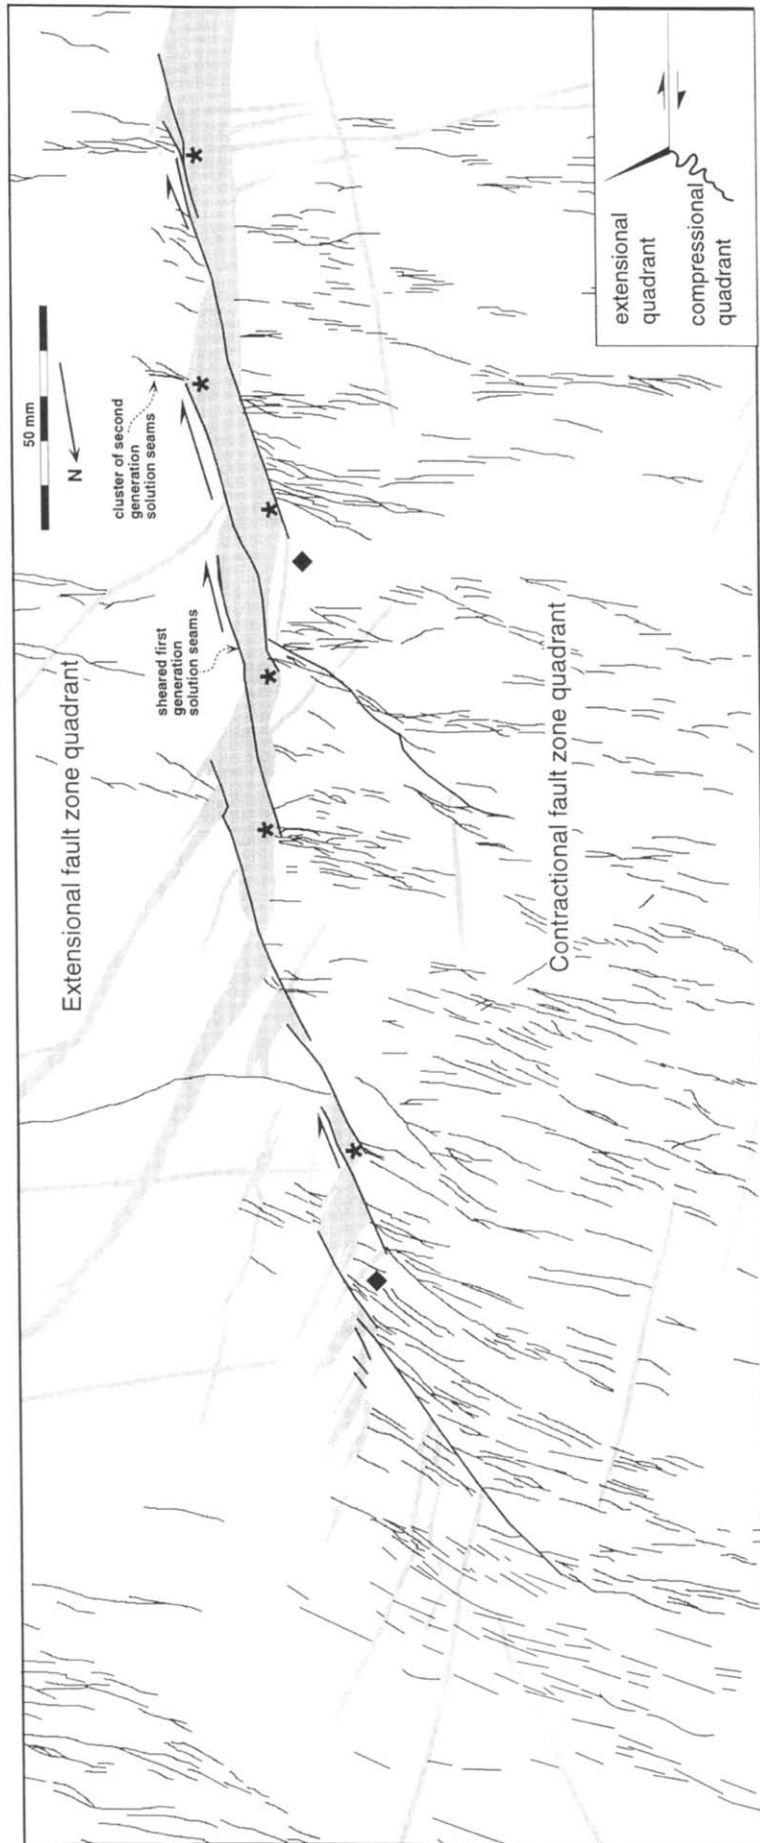 50 mm
N
cluster of second
generation
solution seams
sheared first
generation
solution seams
Extensional fault zone quadrant
Contractional fault zone quadrant
extensional
quadrant
compressional
quadrant